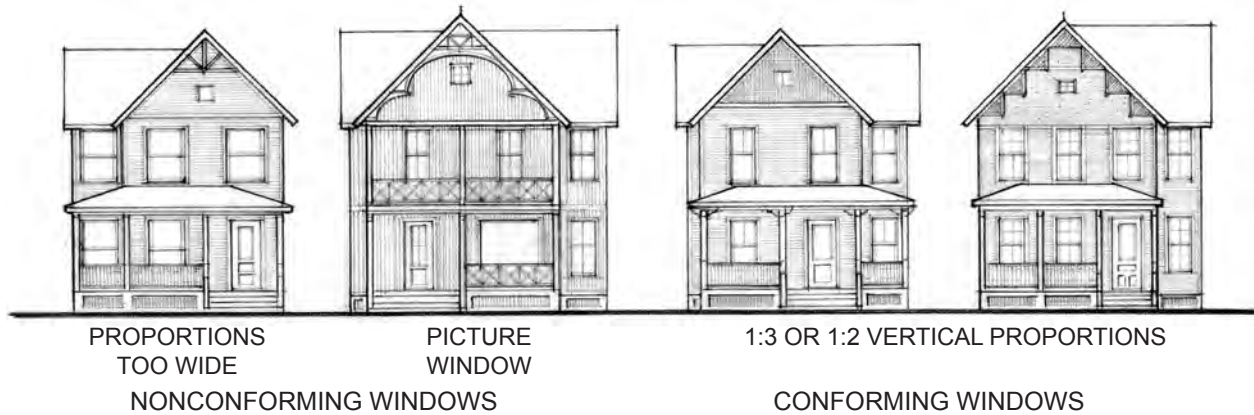 PROPORTIONS
TOO WIDE
PICTURE
WINDOW
1:3 OR 1:2 VERTICAL PROPORTIONS
NONCONFORMING WINDOWS
CONFORMING WINDOWS